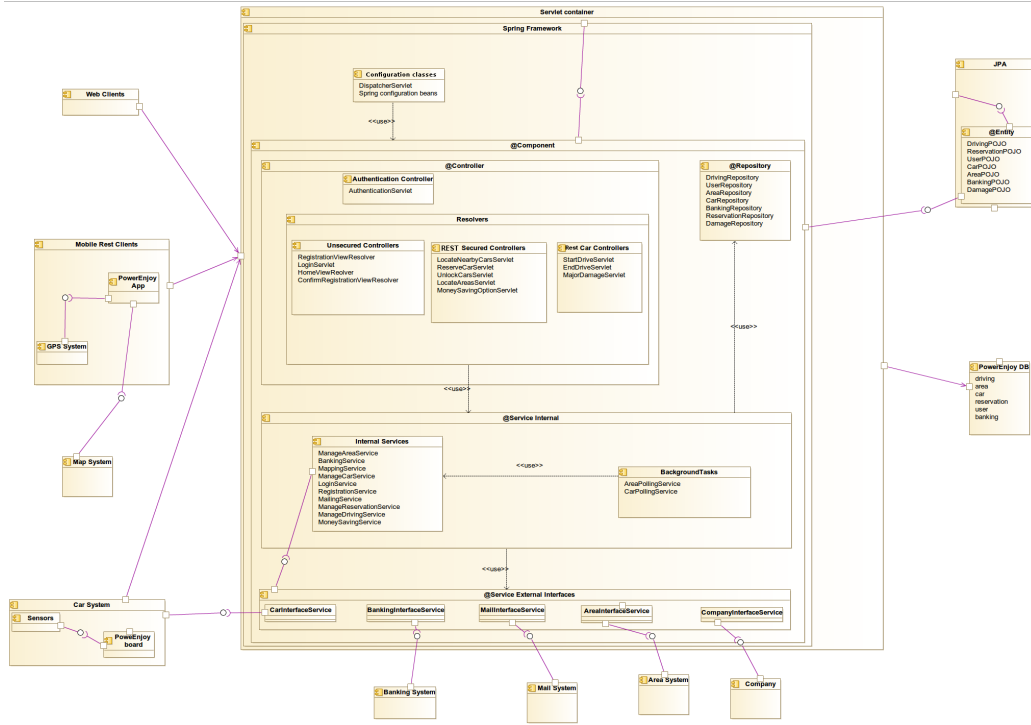 Servlet container
Spring Framework
Configuration classes
DispatcherServlet
Spring configuration beans
<<use>>
Web Clients
JPA
@Entity
DrivingPOJO
ReservationPOJO
UserPOJO
CarPOJO
AreaPOJO
BankingPOJO
DamagePOJO
@Component
@Controller
Authentication Controller
AuthenticationServlet
@Repository
DrivingRepository
UserRepository
AreaRepository
CarRepository
BankingRepository
ReservationRepository
DamageRepository
Resolvers
Unsecured Controllers
RegistrationViewResolver
LoginServlet
HomeViewReolver
ConfirmRegistrationViewResolver
REST Secured Controllers
LocateNearbyCarsServlet
ReserveCarServlet
UnlockCarsServlet
LocateAreasServlet
MoneySavingOptionServlet
Rest Car Controllers
StartDriveServlet
EndDriveServlet
MajorDamageServlet
Mobile Rest Clients
PowerEnjoy
App
GPS System
Map System
<<use>>
<<use>>
PowerEnjoy DB
driving
area
car
reservation
user
banking
@Service Internal
Internal Services
ManageAreaService
BankingService
MappingService
ManageCarService
LoginService
RegistrationService
MailingService
ManageReservationService
ManageDrivingService
MoneySavingService
<<use>>
BackgroundTasks
AreaPollingService
CarPollingService
<<use>>
@Service External Interfaces
CarInterfaceService
BankingInterfaceService
MailInterfaceService
AreaInterfaceService
CompanyInterfaceService
Car System
Sensors
PoweEnjoy
board
Banking System
Mail System
Area System
Company